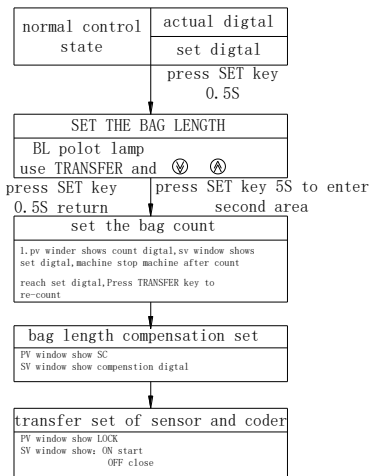 normal control
state
actual digtal
set digtal
press SET key
0.5S
SET THE BAG LENGTH
BL polot lamp
use TRANSFER and
press SET key
0.5S return
press SET key 5S to enter
second area
set the bag count
1.pv winder shows count digtal,sv window shows
set digtal,machine stop machine after count
reach set digtal,Press TRANSFER key to
re-count
bag length compensation set
PV window show SC
SV window show compenstion digtal
transfer set of sensor and coder
PV window show LOCK
SV window show: ON start
OFF close